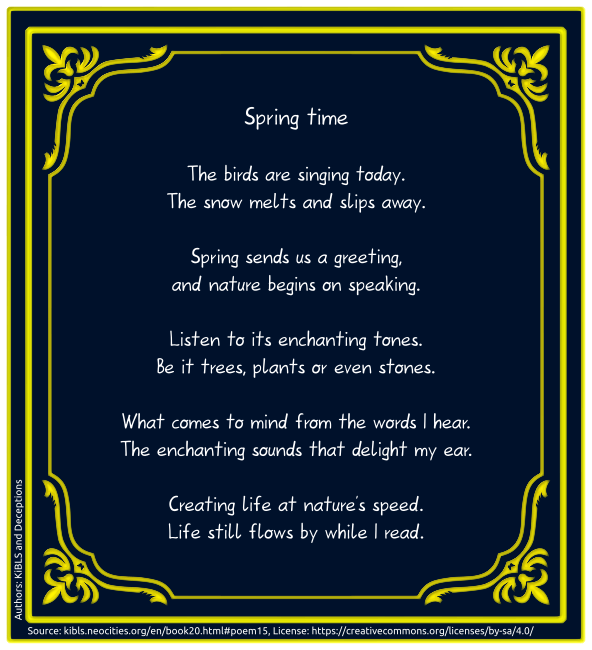 Spring time
The birds are singing today.
The snow melts and slips away.
Spring sends us a greeting,
and nature begins on speaking.
Listen to its enchanting tones.
Be it trees, plants or even stones.
What comes to mind from the words I hear.
The enchanting sounds that delight my ear.
Creating life at nature's speed.
Life still flows by while I read.
Authors: KiBLS and Deceptions
Source: kibls.neocities.org/en/book20.html#poem15, License: https://creativecommons.org/licenses/by-sa/4.0/